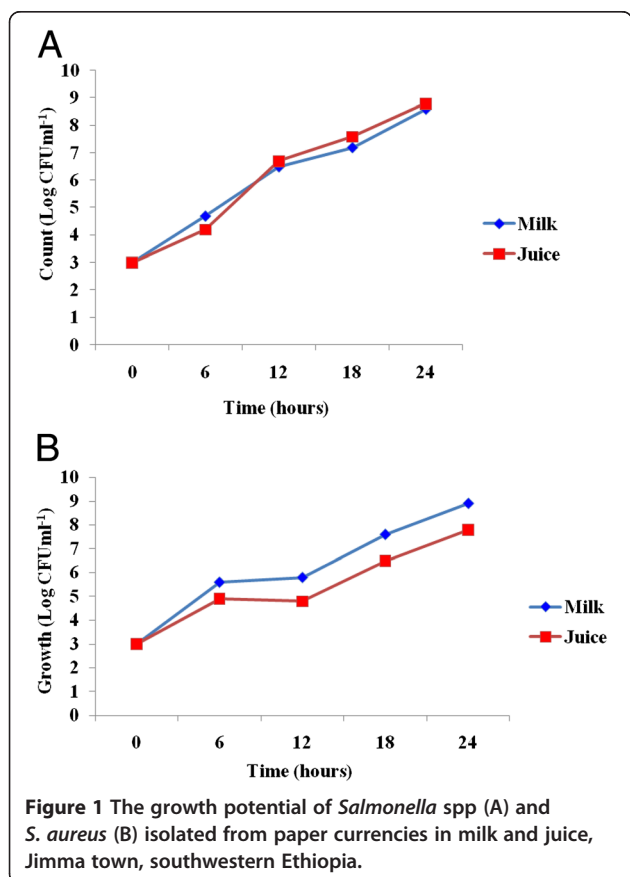 A
10
9
8
7
6
5
4
3
2
1
0
Count (Log CFUml⁻¹)
0 6 12 18 24
Time (hours)
Milk
Juice
B
10
9
8
7
6
5
4
3
2
1
0
Growth (Log CFUml⁻¹)
0 6 12 18 24
Time (hours)
Milk
Juice
Figure 1 The growth potential of Salmonella spp (A) and
S. aureus (B) isolated from paper currencies in milk and juice,
Jimma town, southwestern Ethiopia.